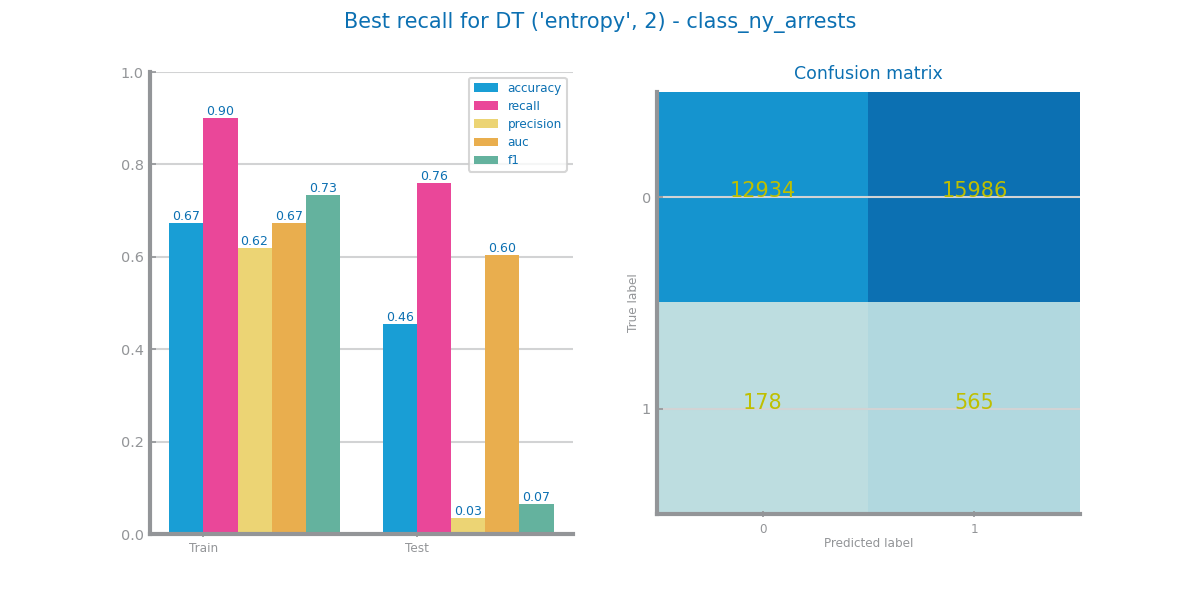 Best recall for DT ('entropy', 2) - class_ny_arrests
1.0
0.8
0.6
0.4
0.2
0.0
0.67
0.90
0.62
0.67
0.73
0.46
0.76
0.03
0.60
0.07
accuracy
recall
precision
auc
f1
Train
Test
Confusion matrix
True label
0
1
12934
15986
178
565
0
1
Predicted label